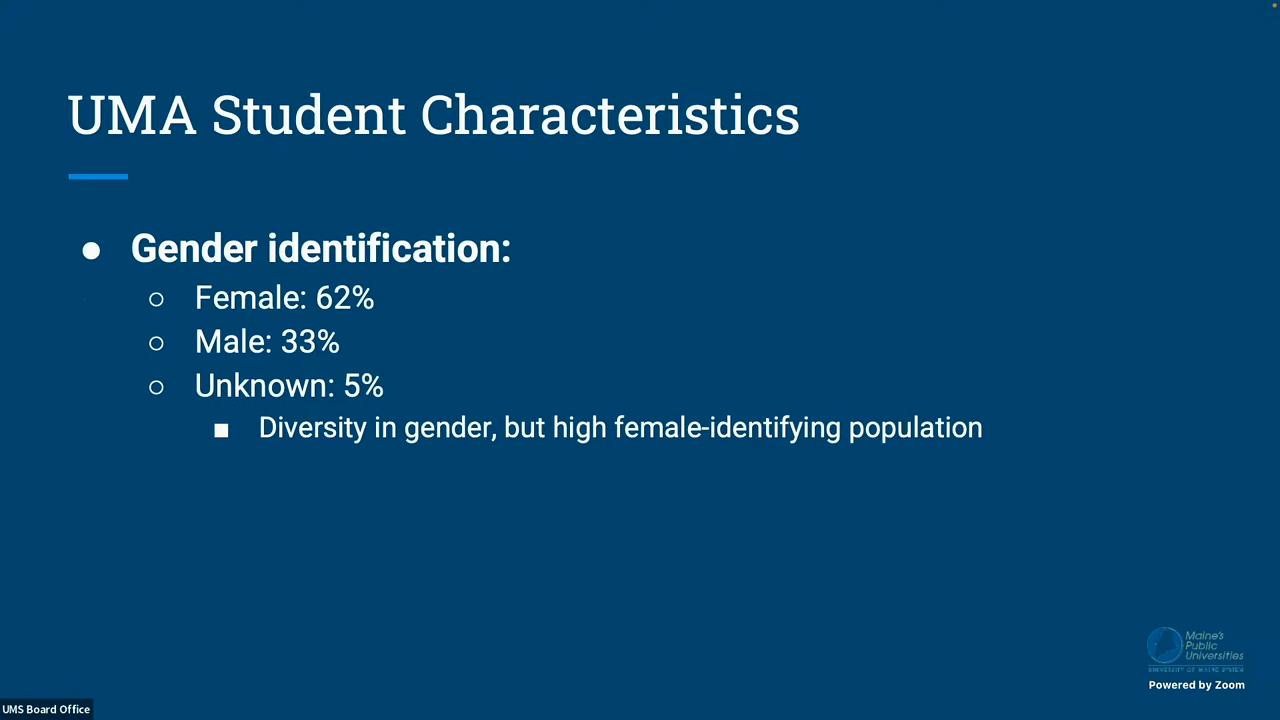 UMA Student Characteristics
● Gender identification:
○ Female: 62%
○ Male: 33%
○ Unknown: 5%
■ Diversity in gender, but high female-identifying population
Maine's
Public
Universities
UNIVERSITY OF MAINE SYSTEM
Powered by Zoom
UMS Board Office